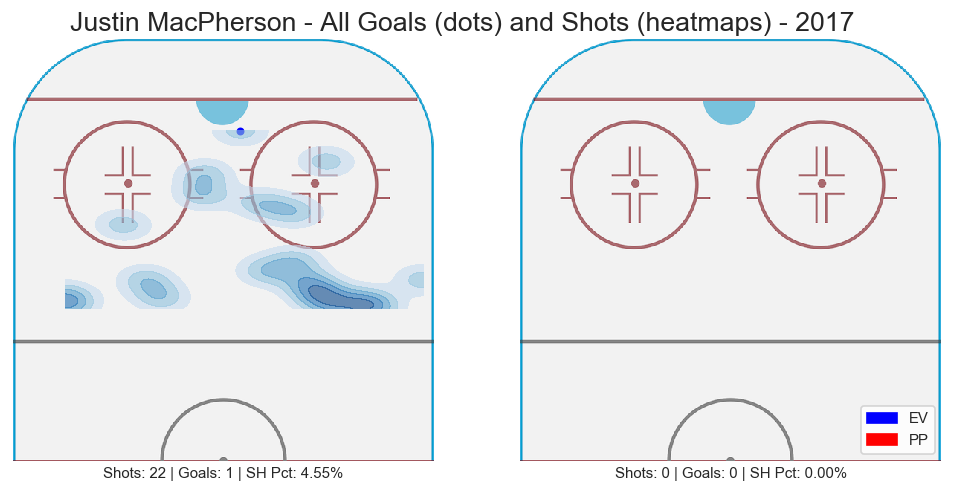 Justin MacPherson - All Goals (dots) and Shots (heatmaps) - 2017
EV
PP
Shots: 22 | Goals: 1 | SH Pct: 4.55%
Shots: 0 | Goals: 0 | SH Pct: 0.00%